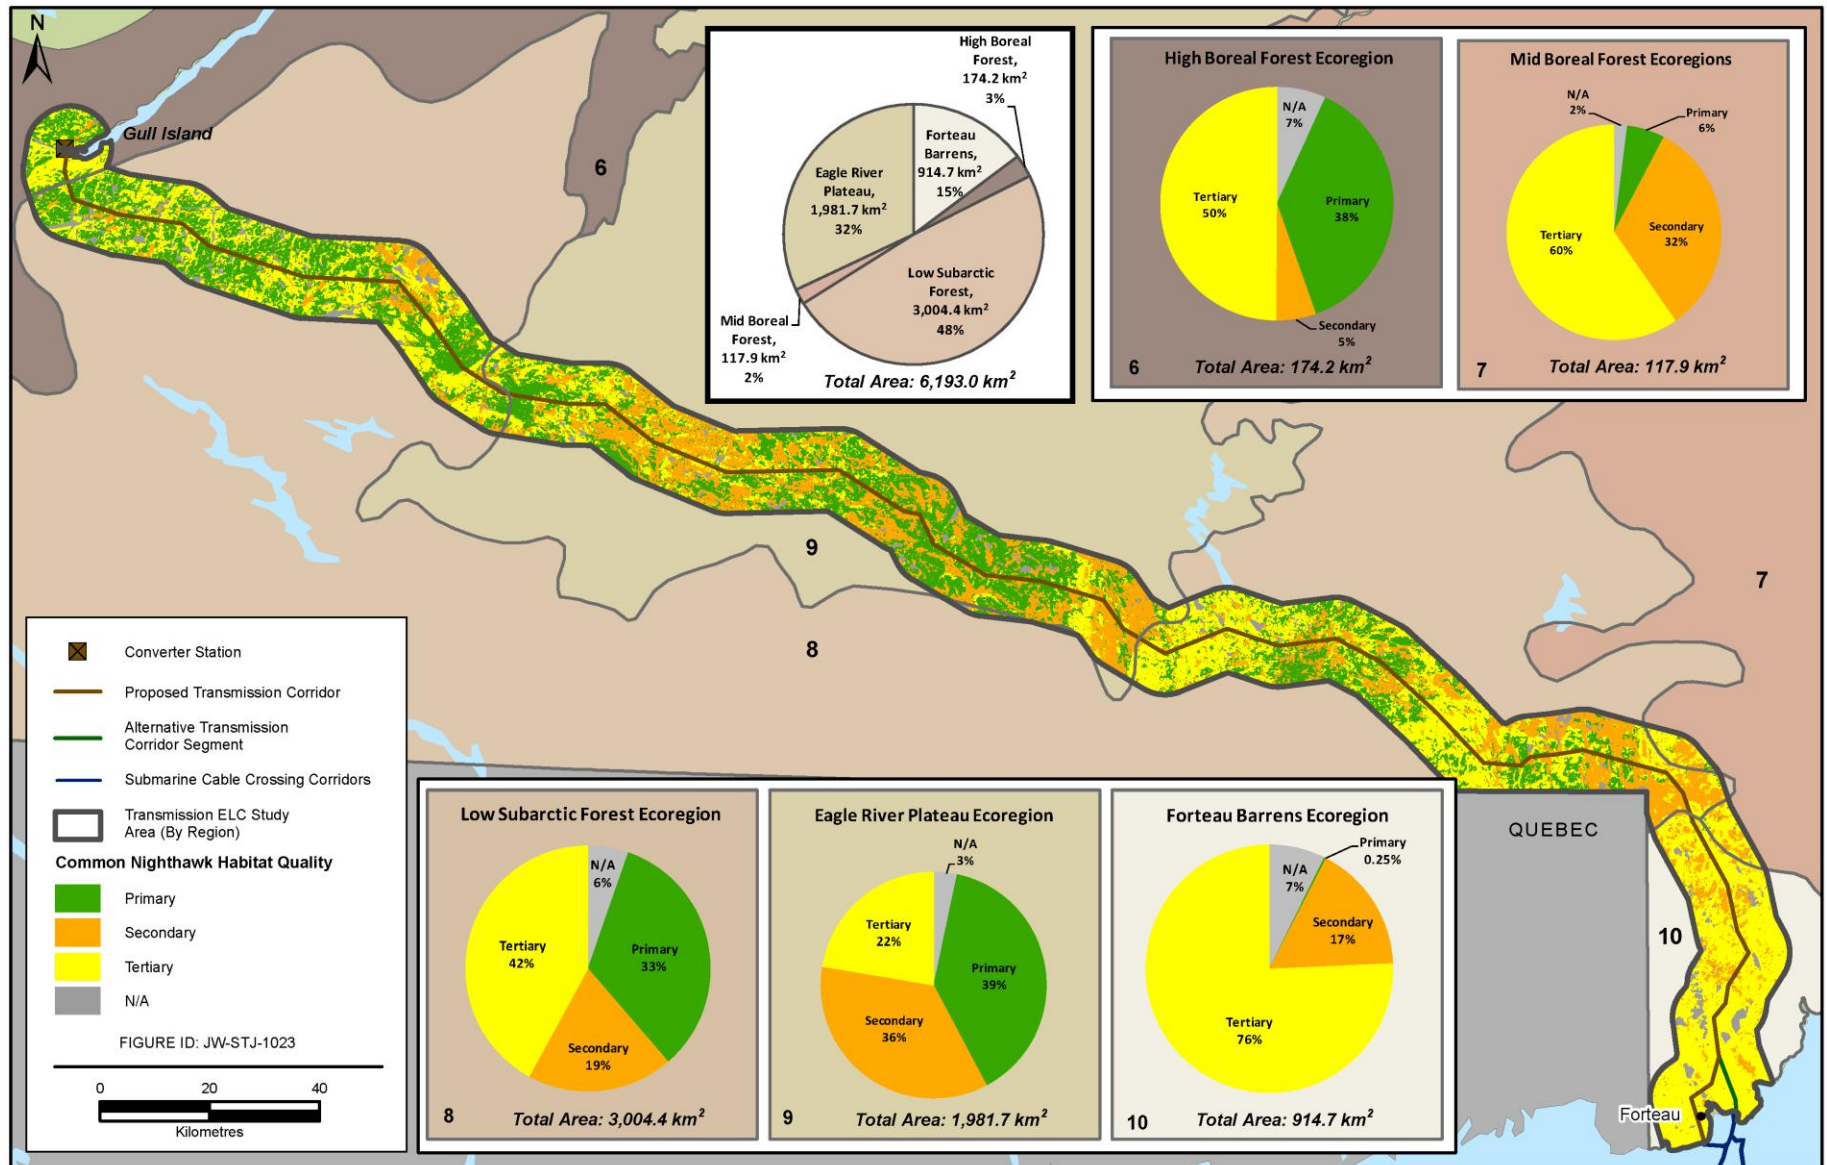 N
Gull Island
6
High Boreal
Forest,
174.2 km²
3%
Forteau
Barrens,
914.7 km²
15%
Eagle River
Plateau,
1,981.7 km²
32%
Low Subarctic
Forest,
3,004.4 km²
48%
Mid Boreal
Forest,
117.9 km²
2%
Total Area: 6,193.0 km²
High Boreal Forest Ecoregion
N/A
7%
Primary
38%
Tertiary
50%
Secondary
5%
6
Total Area: 174.2 km²
Mid Boreal Forest Ecoregions
N/A
2%
Primary
6%
Secondary
32%
Tertiary
60%
7
Total Area: 117.9 km²
9
8
7
Converter Station
Proposed Transmission Corridor
Alternative Transmission
Corridor Segment
Submarine Cable Crossing Corridors
Transmission ELC Study
Area (By Region)
Common Nighthawk Habitat Quality
Primary
Secondary
Tertiary
N/A
FIGURE ID: JW-STJ-1023
0 20 40
Kilometres
Low Subarctic Forest Ecoregion
N/A
6%
Primary
33%
Tertiary
42%
Secondary
19%
8
Total Area: 3,004.4 km²
Eagle River Plateau Ecoregion
N/A
3%
Tertiary
22%
Primary
39%
Secondary
36%
9
Total Area: 1,981.7 km²
Forteau Barrens Ecoregion
Primary
0.25%
N/A
7%
Secondary
17%
Tertiary
76%
10
Total Area: 914.7 km²
QUEBEC
10
Forteau